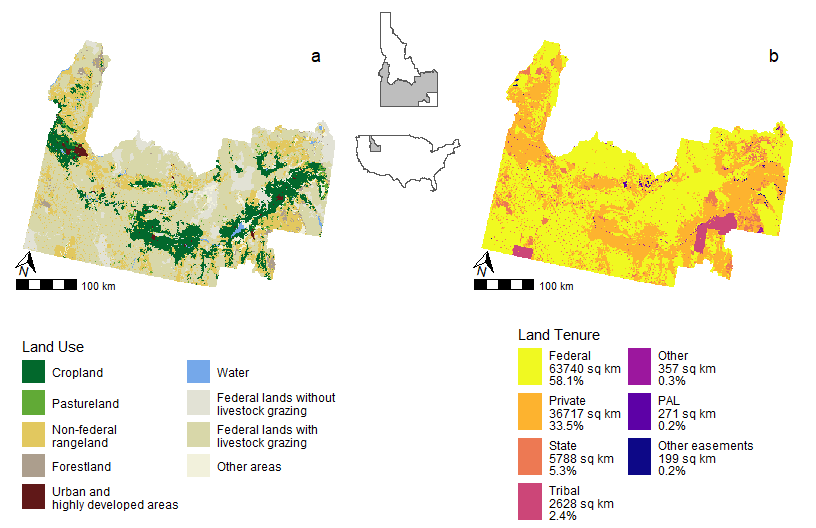 a
b
N
100 km
N
100 km
Land Use
Cropland
Pastureland
Non-federal
rangeland
Forestland
Urban and
highly developed areas
Water
Federal lands without
livestock grazing
Federal lands with
livestock grazing
Other areas
Land Tenure
Federal
63740 sq km
58.1%
Private
36717 sq km
33.5%
State
5788 sq km
5.3%
Tribal
2628 sq km
2.4%
Other
357 sq km
0.3%
PAL
271 sq km
0.2%
Other easements
199 sq km
0.2%